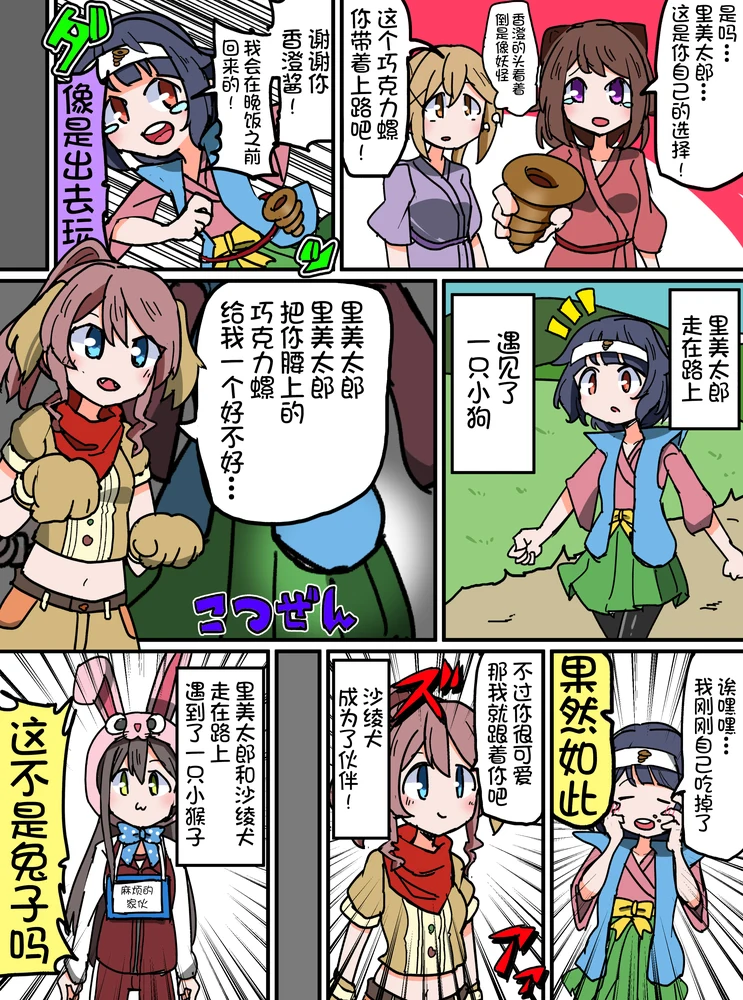 是吗
里美太郎…
这是你自己的选择！
香澄的头看着
倒是像妖怪
这个巧克力螺
你带着上路吧！
谢谢你
香澄酱！
我会在晚饭之前
回来的！
ダッ
像是出去玩
里美太郎
走在路上
遇见了
一只小狗
里美太郎
里美太郎
把你腰上的
巧克力螺
给我一个好不好…
こつぜん
诶嘿嘿…
我刚刚自己吃掉了
果然如此
不过你很可爱
那我就跟着你吧
ズァァ
沙绫犬
成为了伙伴！
里美太郎和沙绫犬
走在路上
遇到了一只小猴子
麻烦的
家伙
这不是兔子吗